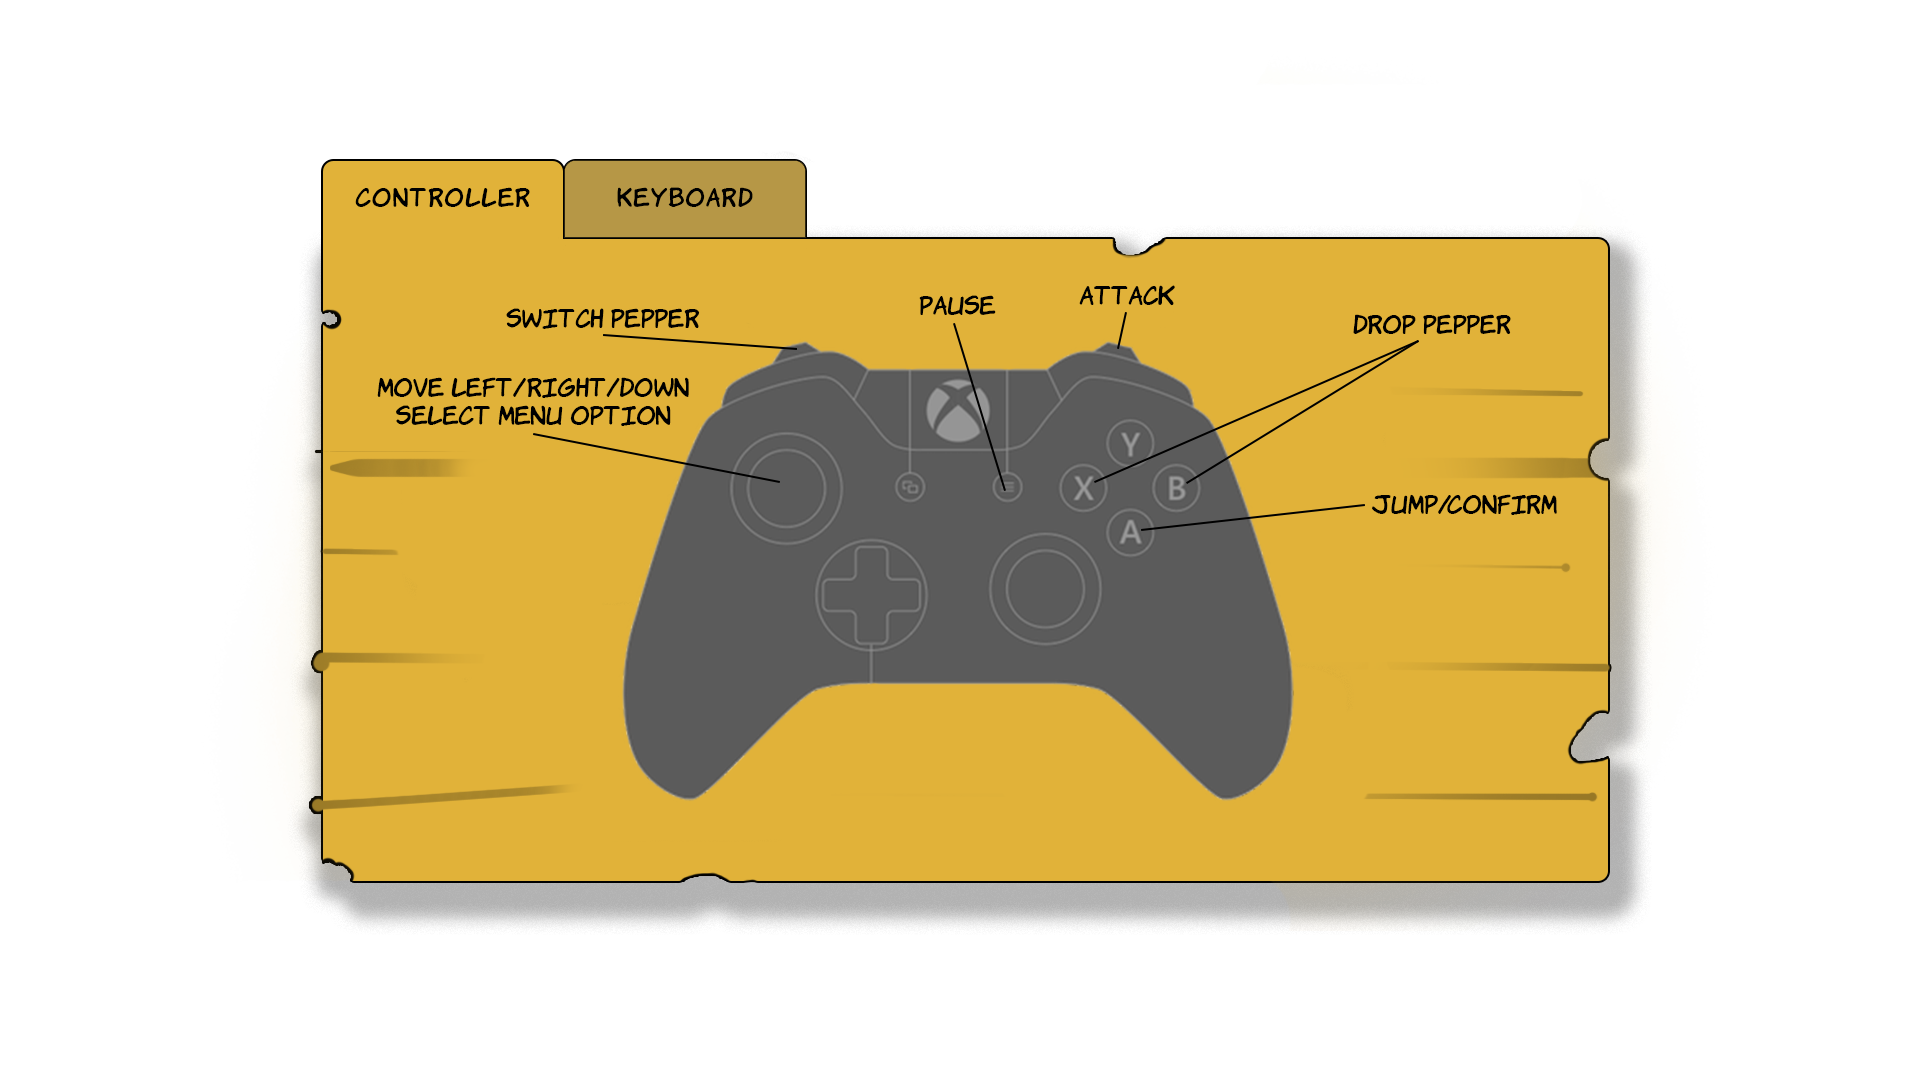 CONTROLLER
KEYBOARD
SWITCH PEPPER
PAUSE
ATTACK
DROP PEPPER
MOVE LEFT/RIGHT/DOWN
SELECT MENU OPTION
Y
X
B
A
JUMP/CONFIRM